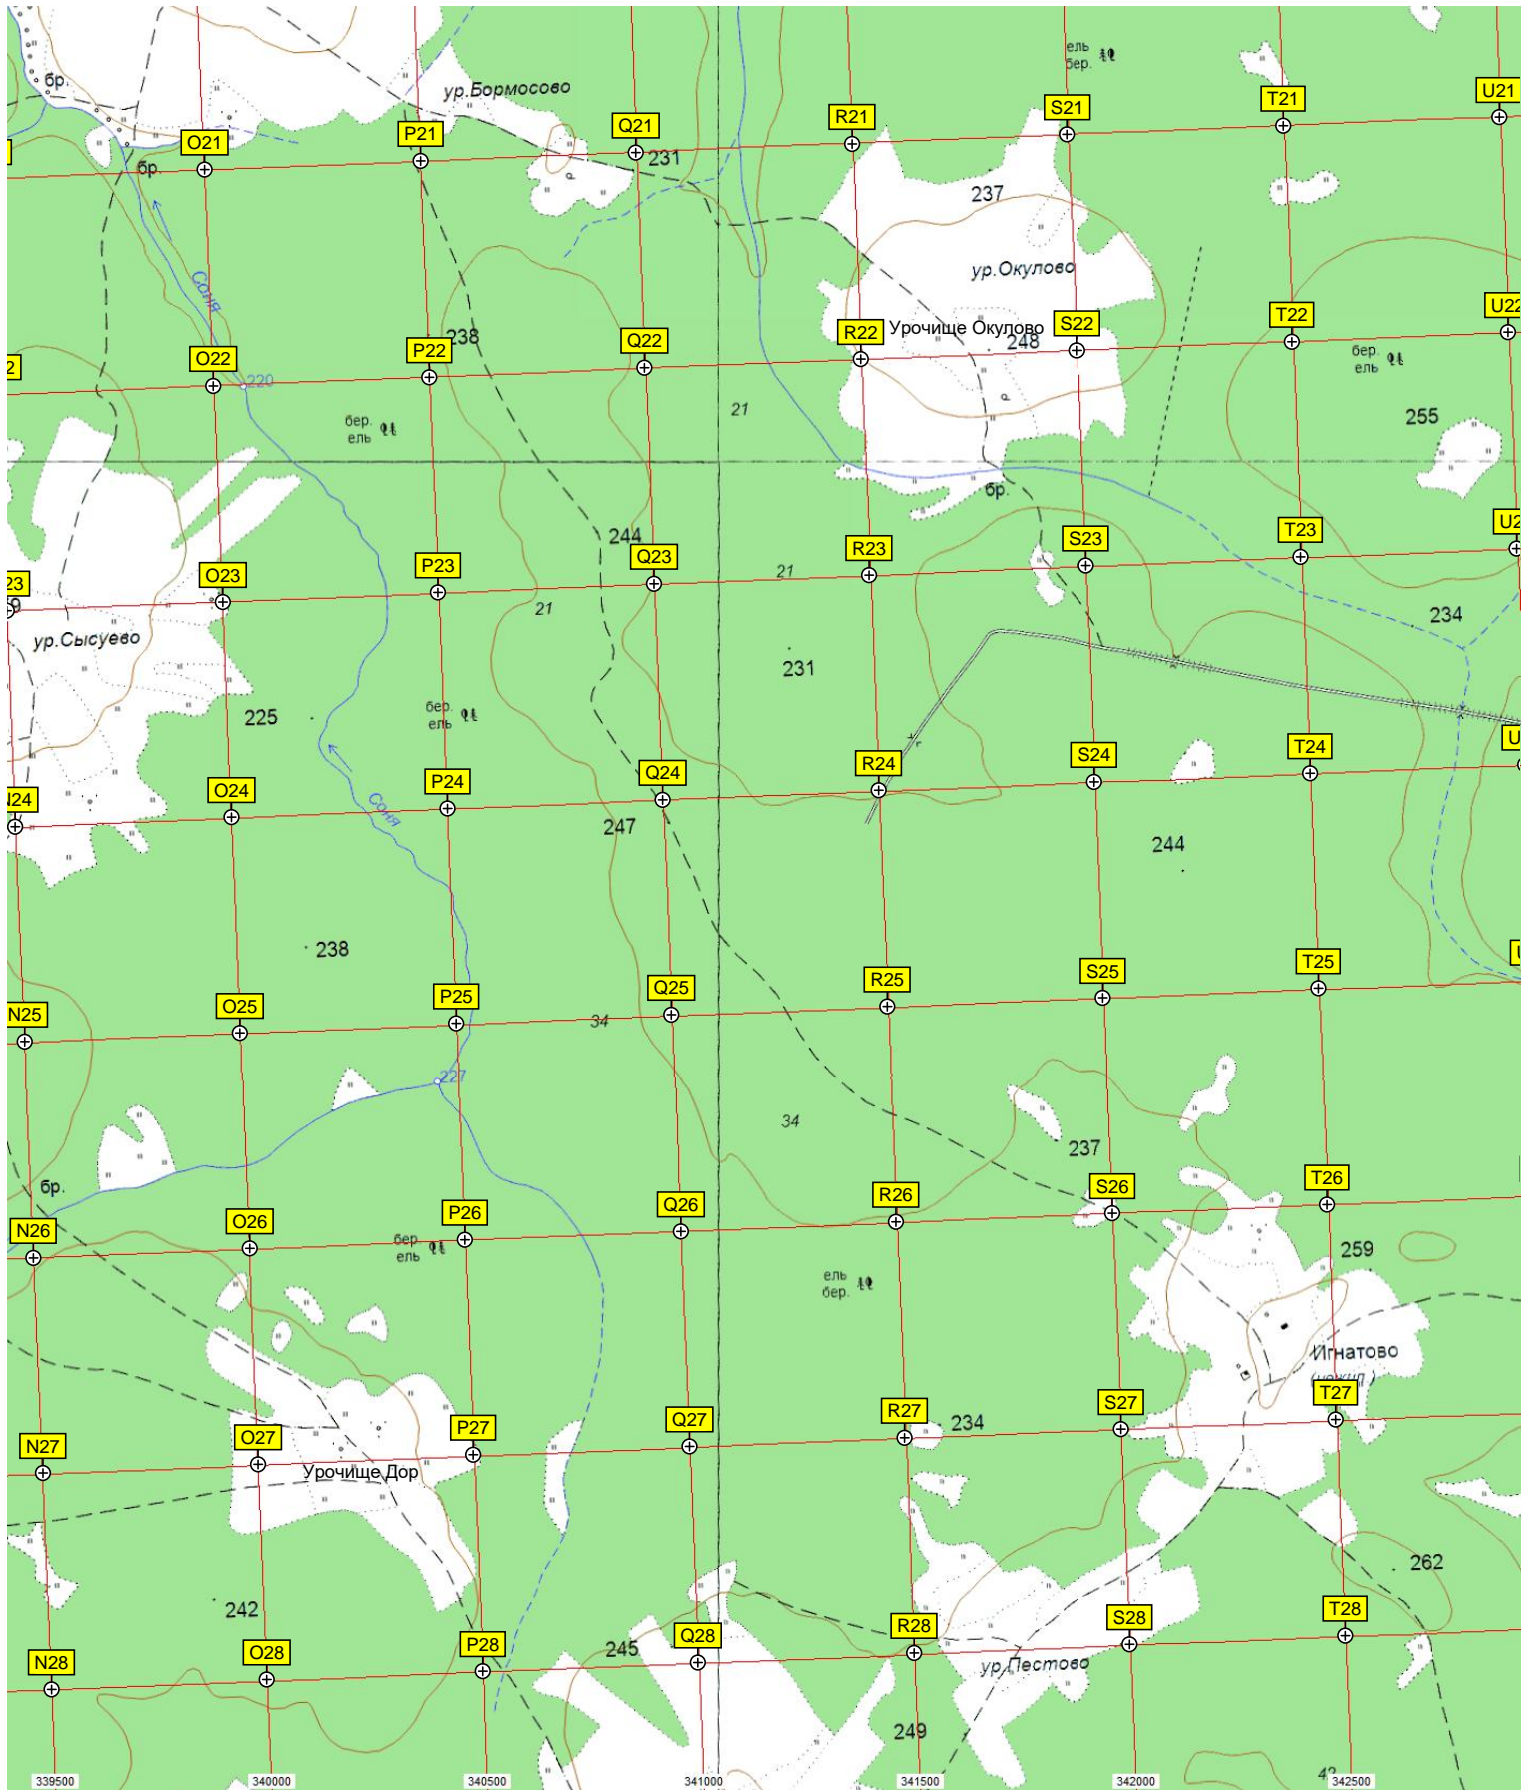 бр.
ур.Бормосово
ель
бер.
T21
U21
S21
R21
Q21
P21
O21
231
бр.
237
Соня
ур.Окулово
Урочище Окулово
248
S22
T22
U22
R22
Q22
238
P22
O22
220
2
бер.
ель
21
бер.
ель
255
бр.
244
T23
U2
S23
R23
Q23
P23
O23
23
9
21
21
ур.Сысуево
234
231
225
бер.
ель
г
T24
U
S24
R24
Q24
P24
O24
N24
Соня
247
244
238
T25
U
S25
R25
Q25
P25
O25
N25
34
227
34
237
бр.
T26
S26
R26
Q26
P26
O26
N26
бер.
ель
259
ель
бер.
Игнатово
T27
S27
R27
234
Q27
P27
O27
N27
Урочище Дор
262
242
T28
S28
R28
Q28
245
P28
O28
N28
ур.Пестово
249
42
339500
340000
340500
341000
341500
342000
342500